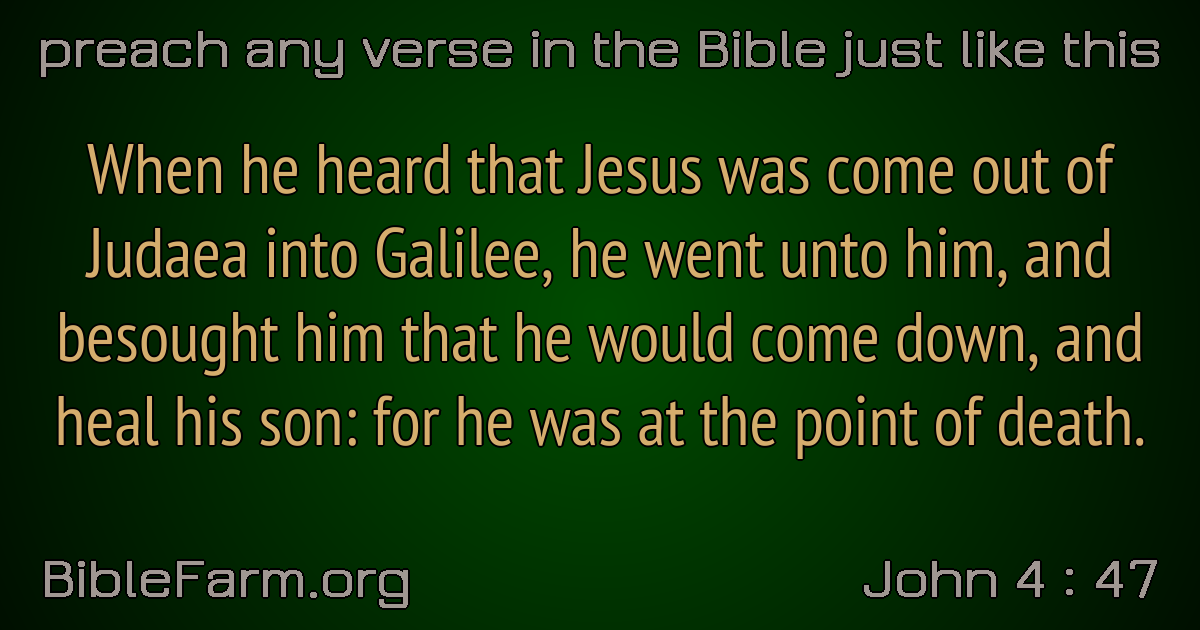 preach any verse in the Bible just like this
When he heard that Jesus was come out of
Judaea into Galilee, he went unto him, and
besought him that he would come down, and
heal his son: for he was at the point of death.
BibleFarm.org
John 4 : 47